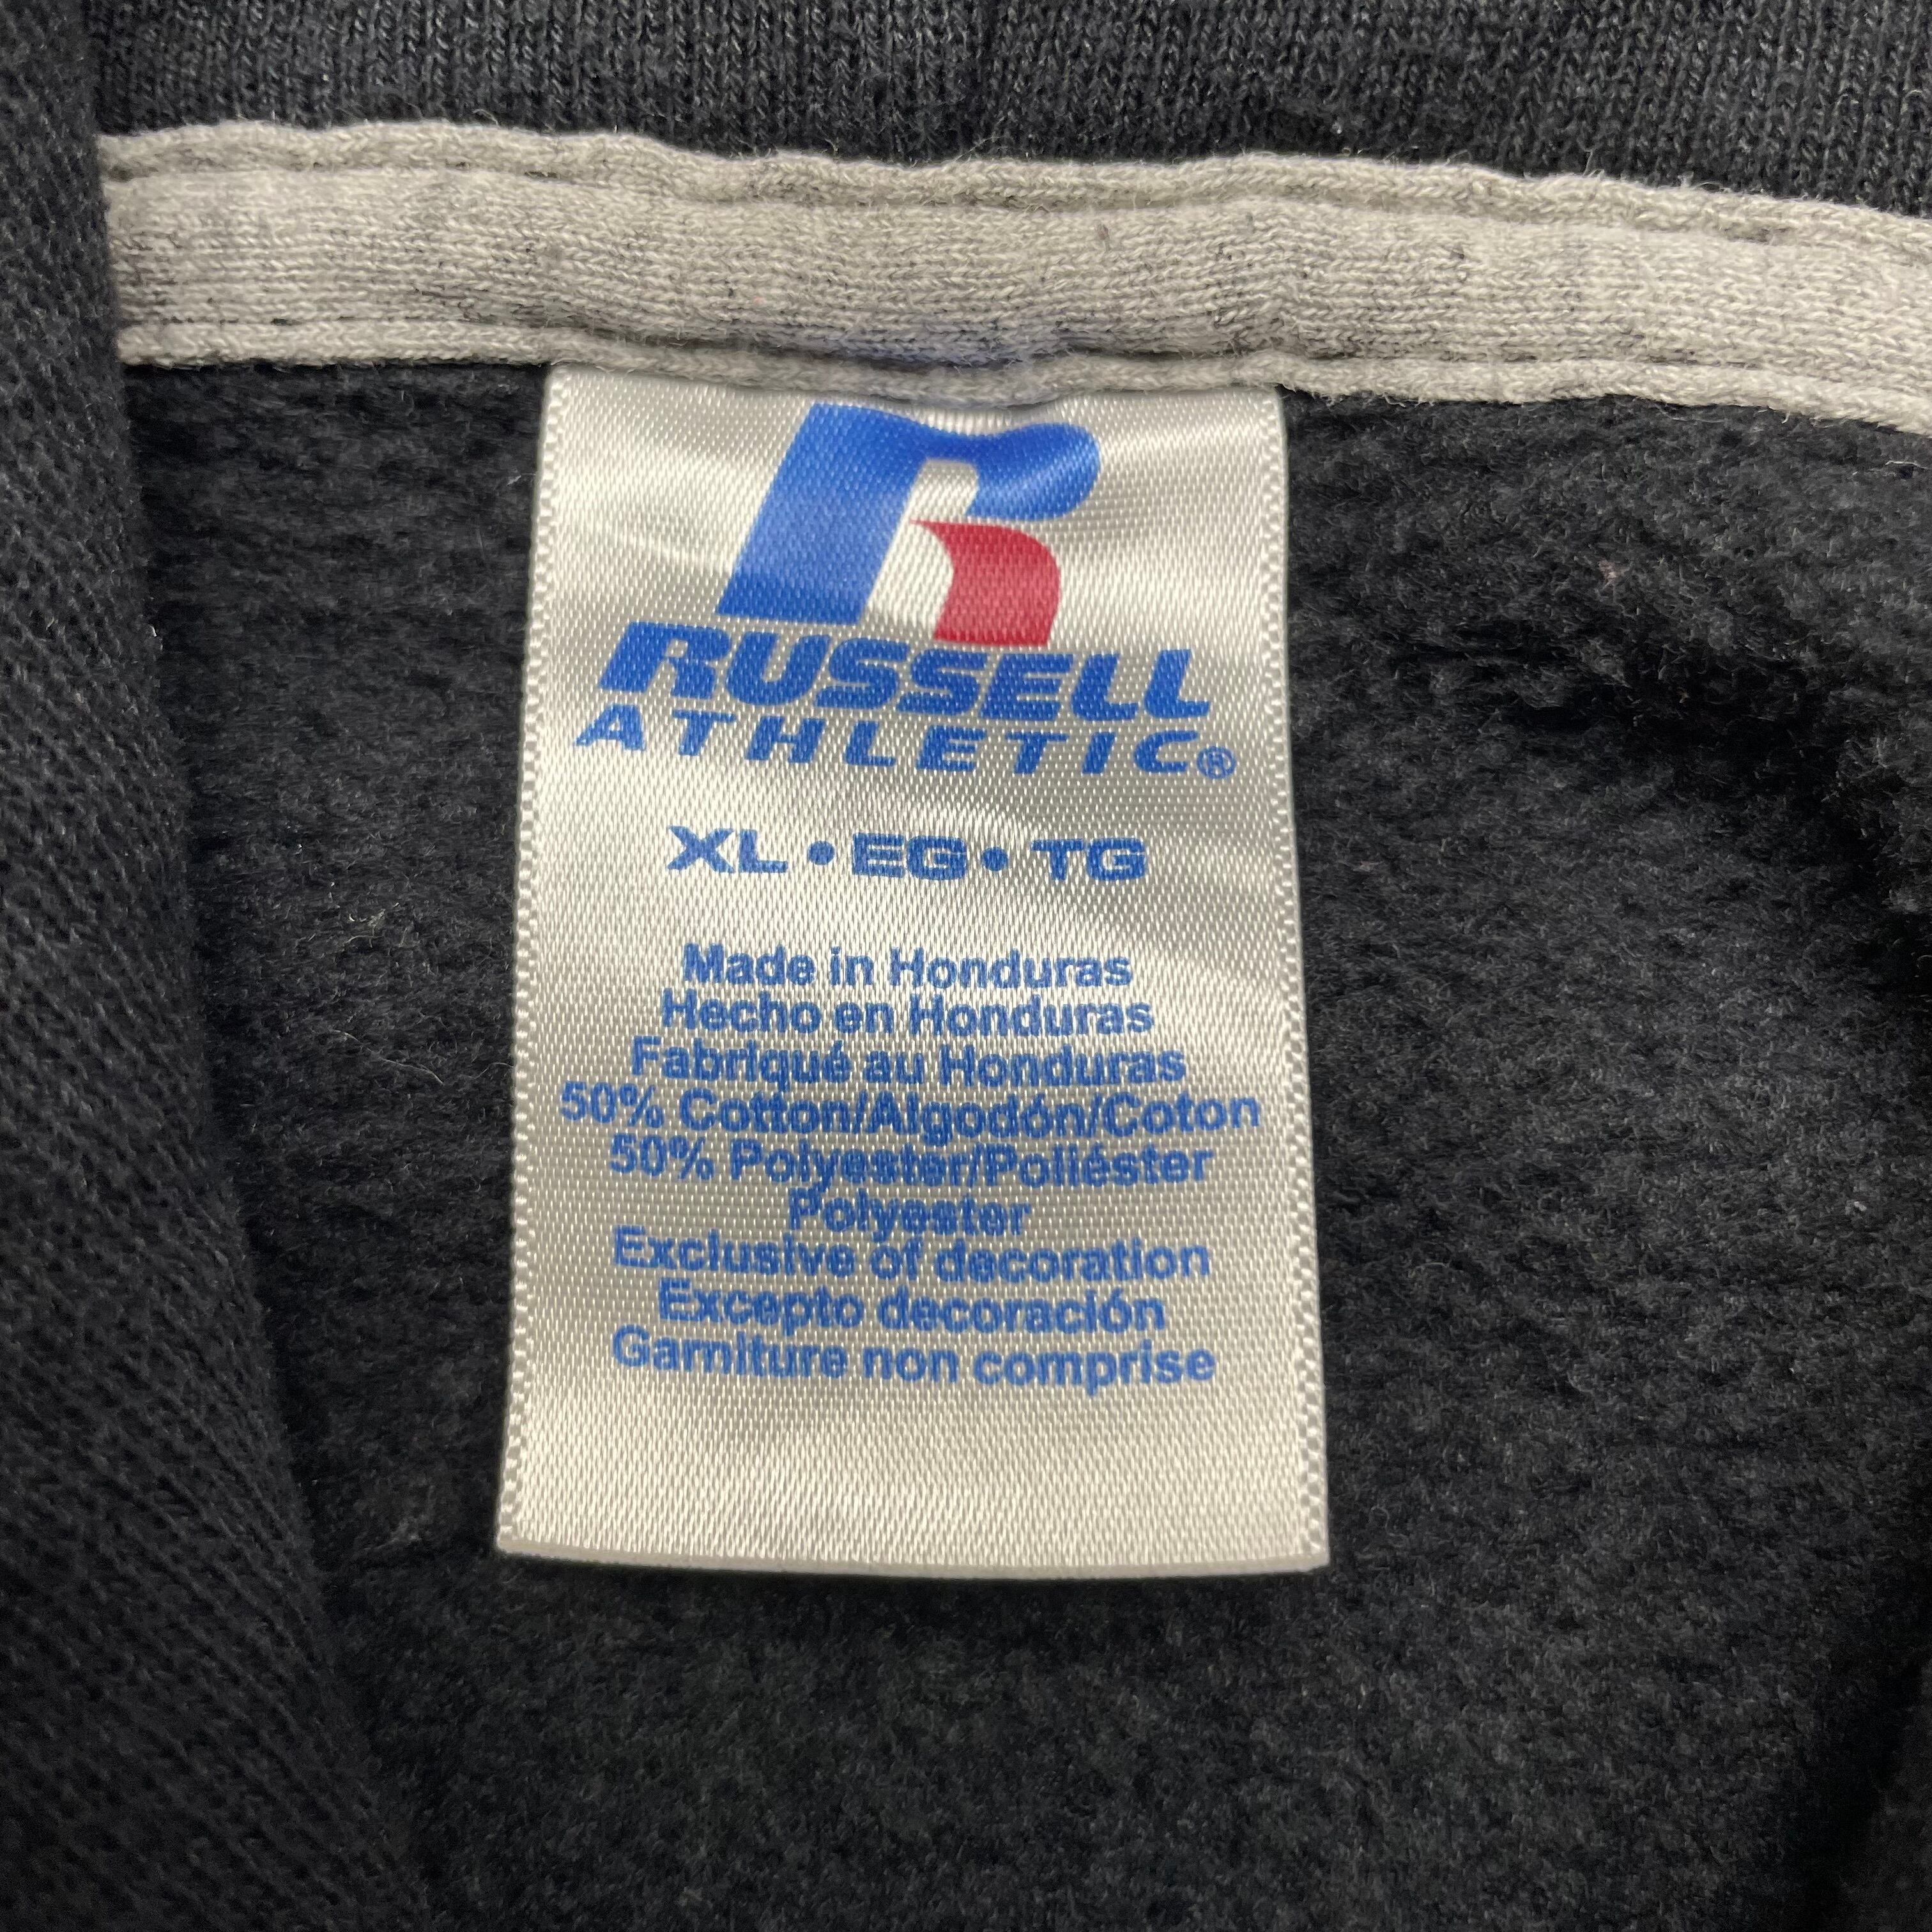 R
RUSSELL
ATHLETIC®
XL • EG • TG
Made in Honduras
Hecho en Honduras
Fabriqué au Honduras
50% Cotton/Algodón/Coton
50% Polyester/Poliéster
Polyester
Exclusive of decoration
Excepto decoración
Garniture non comprise